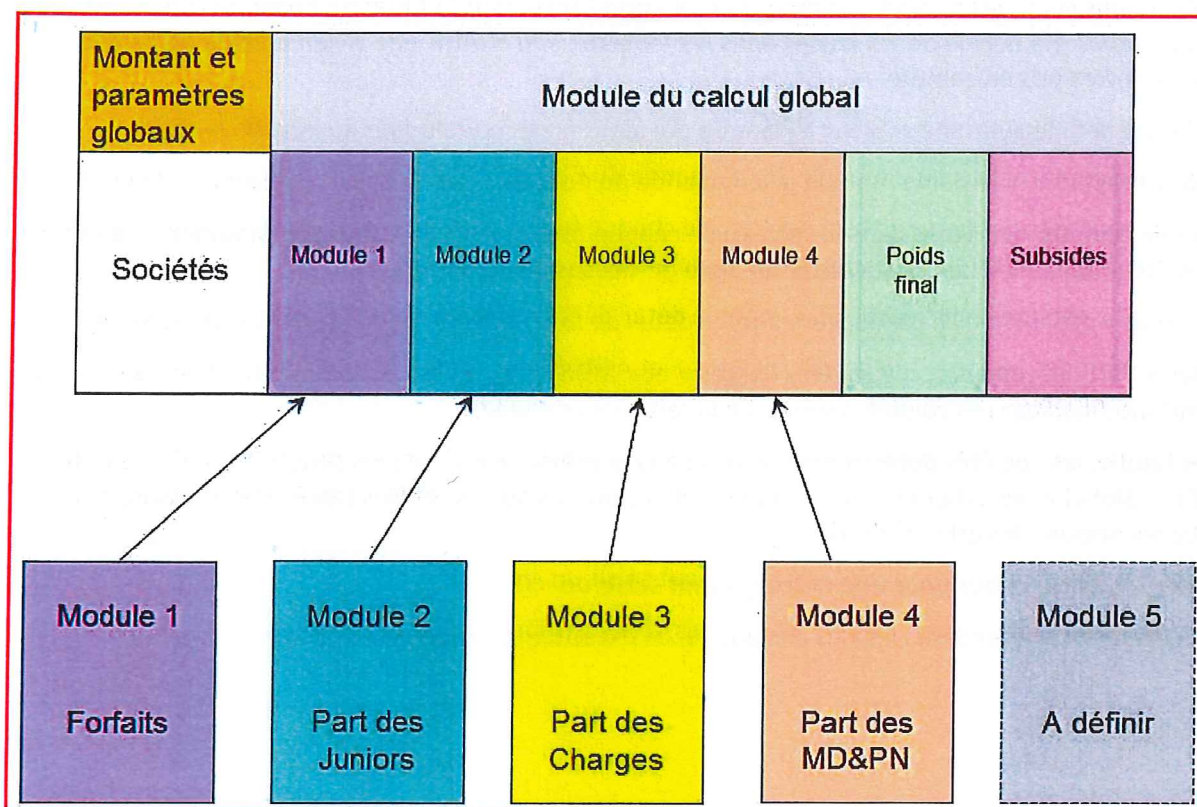 Montant et
paramètres
globaux
Module du calcul global
Sociétés
Module 1
Module 2
Module 3
Module 4
Poids
final
Subsides
Module 1
Forfaits
Module 2
Part des
Juniors
Module 3
Part des
Charges
Module 4
Part des
MD&PN
Module 5
A définir